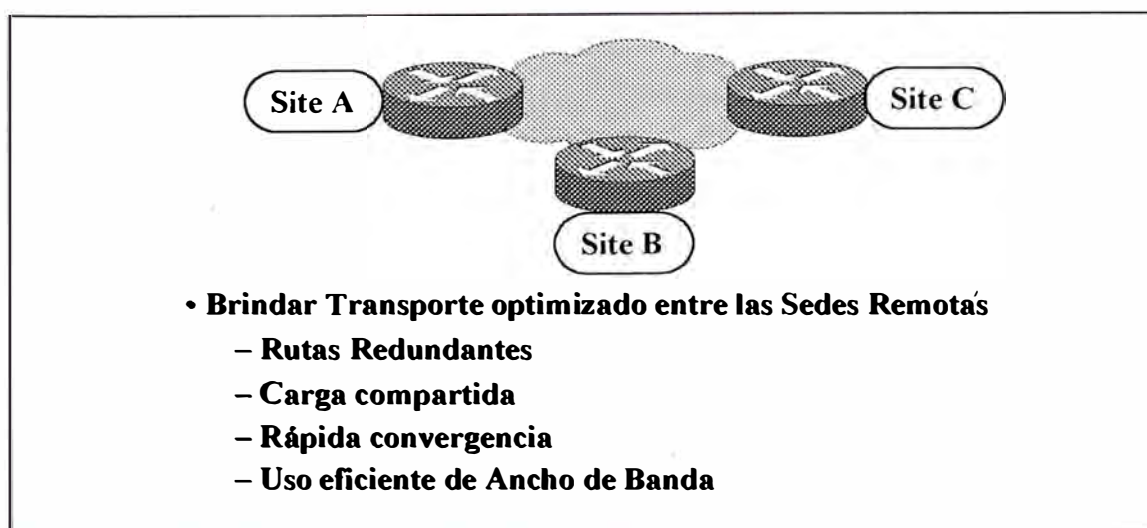 Site A
Site C
Site B
• Brindar Transporte optimizado entre las Sedes Remotas
– Rutas Redundantes
– Carga compartida
– Rápida convergencia
– Uso eficiente de Ancho de Banda